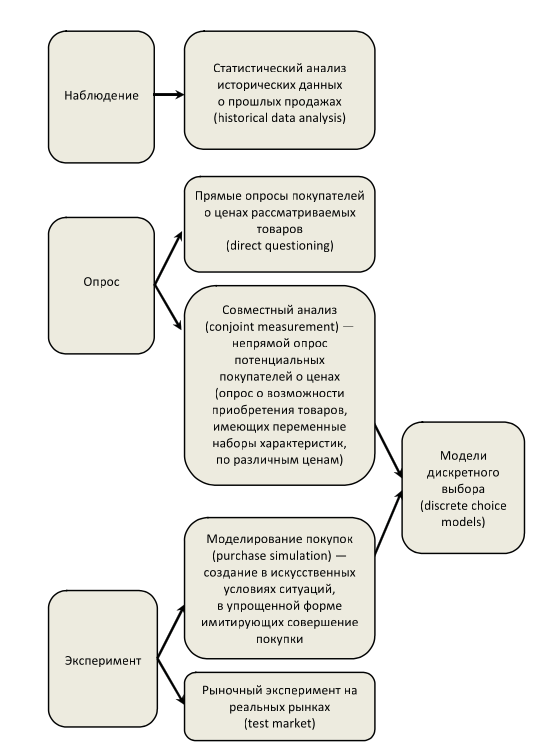 Наблюдение
Статистический анализ
исторических данных
о прошлых продажах
(historical data analysis)
Опрос
Прямые опросы покупателей
о ценах рассматриваемых
товаров
(direct questioning)
Совместный анализ
(conjoint measurement) —
непрямой опрос
потенциальных
покупателей о ценах
(опрос о возможности
приобретения товаров,
имеющих переменные
наборы характеристик,
по различным ценам)
Модели
дискретного
выбора
(discrete choice
models)
Эксперимент
Моделирование покупок
(purchase simulation) —
создание в искусственных
условиях ситуаций,
в упрощенной форме
имитирующих совершение
покупки
Рыночный эксперимент на
реальных рынках
(test market)